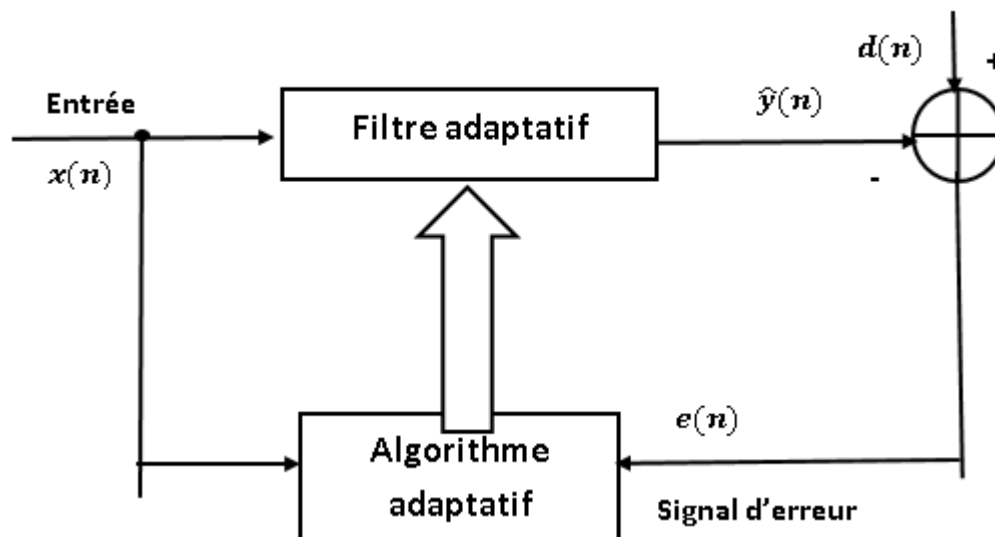 d(n)
+
Entrée
Filtre adaptatif
ŷ(n)
x(n)
-
e(n)
Algorithme
adaptatif
Signal d'erreur